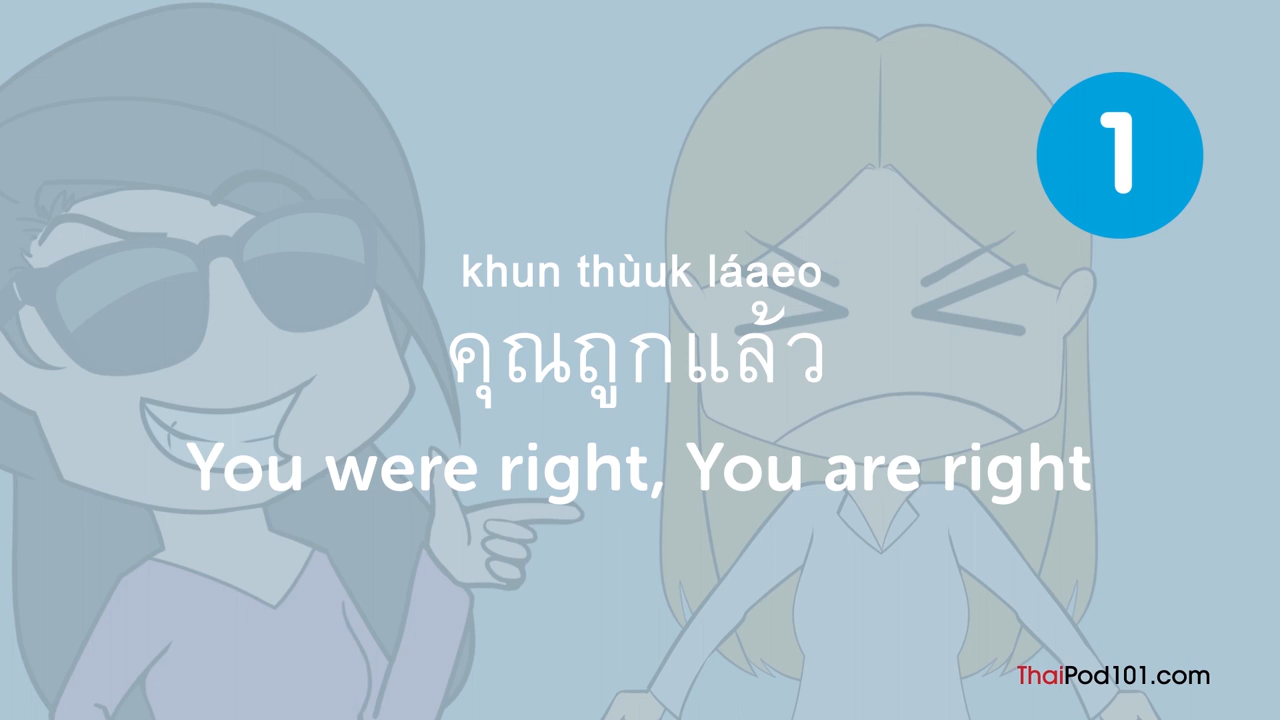 1
khun thùuk láaeo
คุณถูกแล้ว
You were right, You are right
ThaiPod101.com